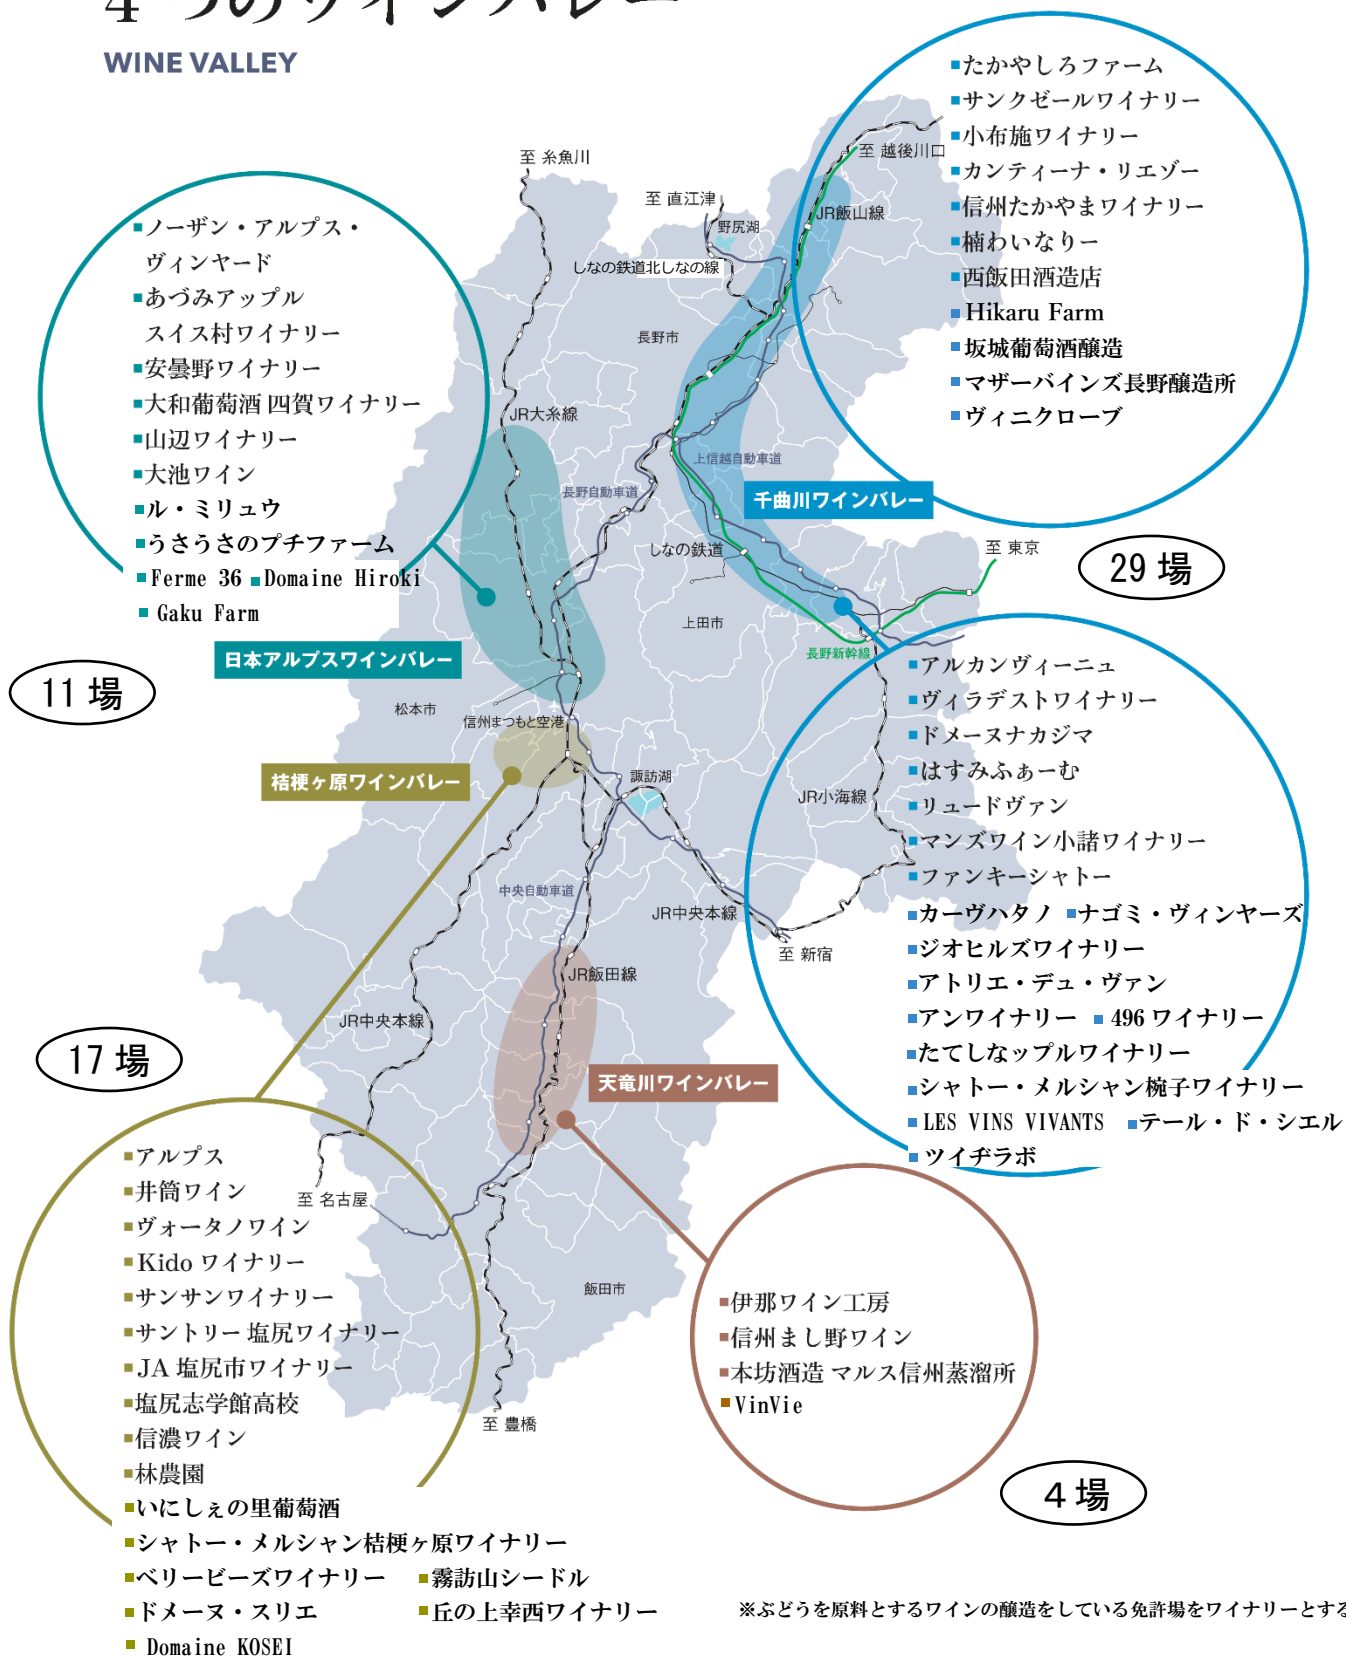 4つのワインバレー
WINE VALLEY
■たかやしろファーム
■サンクゼールワイナリー
■小布施ワイナリー
■カンティーナ・リエゾー
■信州たかやまワイナリー
■楠わいなりー
■西飯田酒造店
■Hikaru Farm
■坂城葡萄酒醸造
■マザーバインズ長野醸造所
■ヴィニクローブ
至 糸魚川
至 直江津
至 越後川口
野尻湖
JR飯山線
しなの鉄道北しなの線
長野市
■ノーザン・アルプス・
ヴィンヤード
■あづみアップル
スイス村ワイナリー
■安曇野ワイナリー
■大和葡萄酒 四賀ワイナリー
■山辺ワイナリー
■大池ワイン
■ル・ミリュウ
■うさうさのプチファーム
■Ferme 36 ■Domaine Hiroki
■Gaku Farm
JR大糸線
上信越自動車道
長野自動車道
千曲川ワインバレー
しなの鉄道
至 東京
29 場
上田市
長野新幹線
日本アルプスワインバレー
11 場
松本市
信州まつもと空港
桔梗ヶ原ワインバレー
諏訪湖
JR小海線
■アルカンヴィーニュ
■ヴィラデストワイナリー
■ドメーヌナカジマ
■はすみふぁーむ
■リュードヴァン
■マンズワイン小諸ワイナリー
■ファンキーシャトー
■カーヴハタノ ■ナゴミ・ヴィンヤーズ
■ジオヒルズワイナリー
■アトリエ・デュ・ヴァン
■アンワイナリー ■496 ワイナリー
■たてしなップルワイナリー
■シャトー・メルシャン椀子ワイナリー
■LES VINS VIVANTS ■テール・ド・シエル
■ツイヂラボ
中央自動車道
JR中央本線
至 新宿
JR飯田線
JR中央本線
17 場
天竜川ワインバレー
至 名古屋
飯田市
至 豊橋
■アルプス
■井筒ワイン
■ヴォータノワイン
■Kido ワイナリー
■サンサンワイナリー
■サントリー 塩尻ワイナリー
■JA 塩尻市ワイナリー
■塩尻志学館高校
■信濃ワイン
■林農園
■いにしぇの里葡萄酒
■シャトー・メルシャン桔梗ヶ原ワイナリー
■ベリービーズワイナリー ■霧訪山シードル
■ドメーヌ・スリエ ■丘の上幸西ワイナリー
■Domaine KOSEI
■伊那ワイン工房
■信州まし野ワイン
■本坊酒造 マルス信州蒸溜所
■VinVie
4 場
※ぶどうを原料とするワインの醸造をしている免許場をワイナリーとする